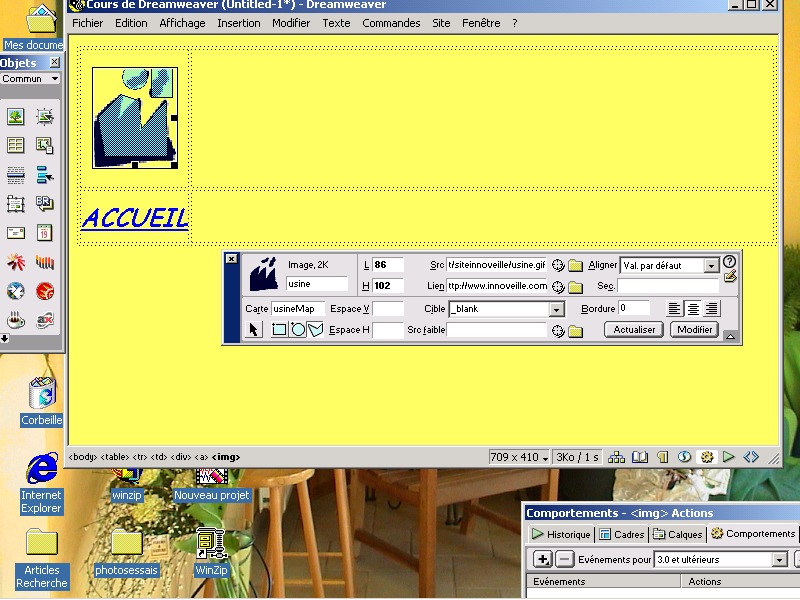 Cours de Dreamweaver (Untitled-1*) - Dreamweaver
Fichier Edition Affichage Insertion Modifier Texte Commandes Site Fenêtre ?
Mes docume
Objets
Commun
ACCUEIL
Image, 2K L 86 Src t/siteinnoveille/usine.gif Aligner Val. par défaut
usine H 102 Lien ttp://www.innoveille.com Sec.
Carte usineMap Espace V Cible _blank Bordure 0
Espace H Src faible Actualiser Modifier
<body> <table> <tr> <td> <div> <a> <img> 709 x 410 3Ko / 1 s
Corbeille
Internet Explorer
winzip
Nouveau projet
Articles Recherche
photosessais
WinZip
Comportements - <img> Actions
Historique Cadres Calques Comportements
Evénements pour 3.0 et ultérieurs
Evénements Actions